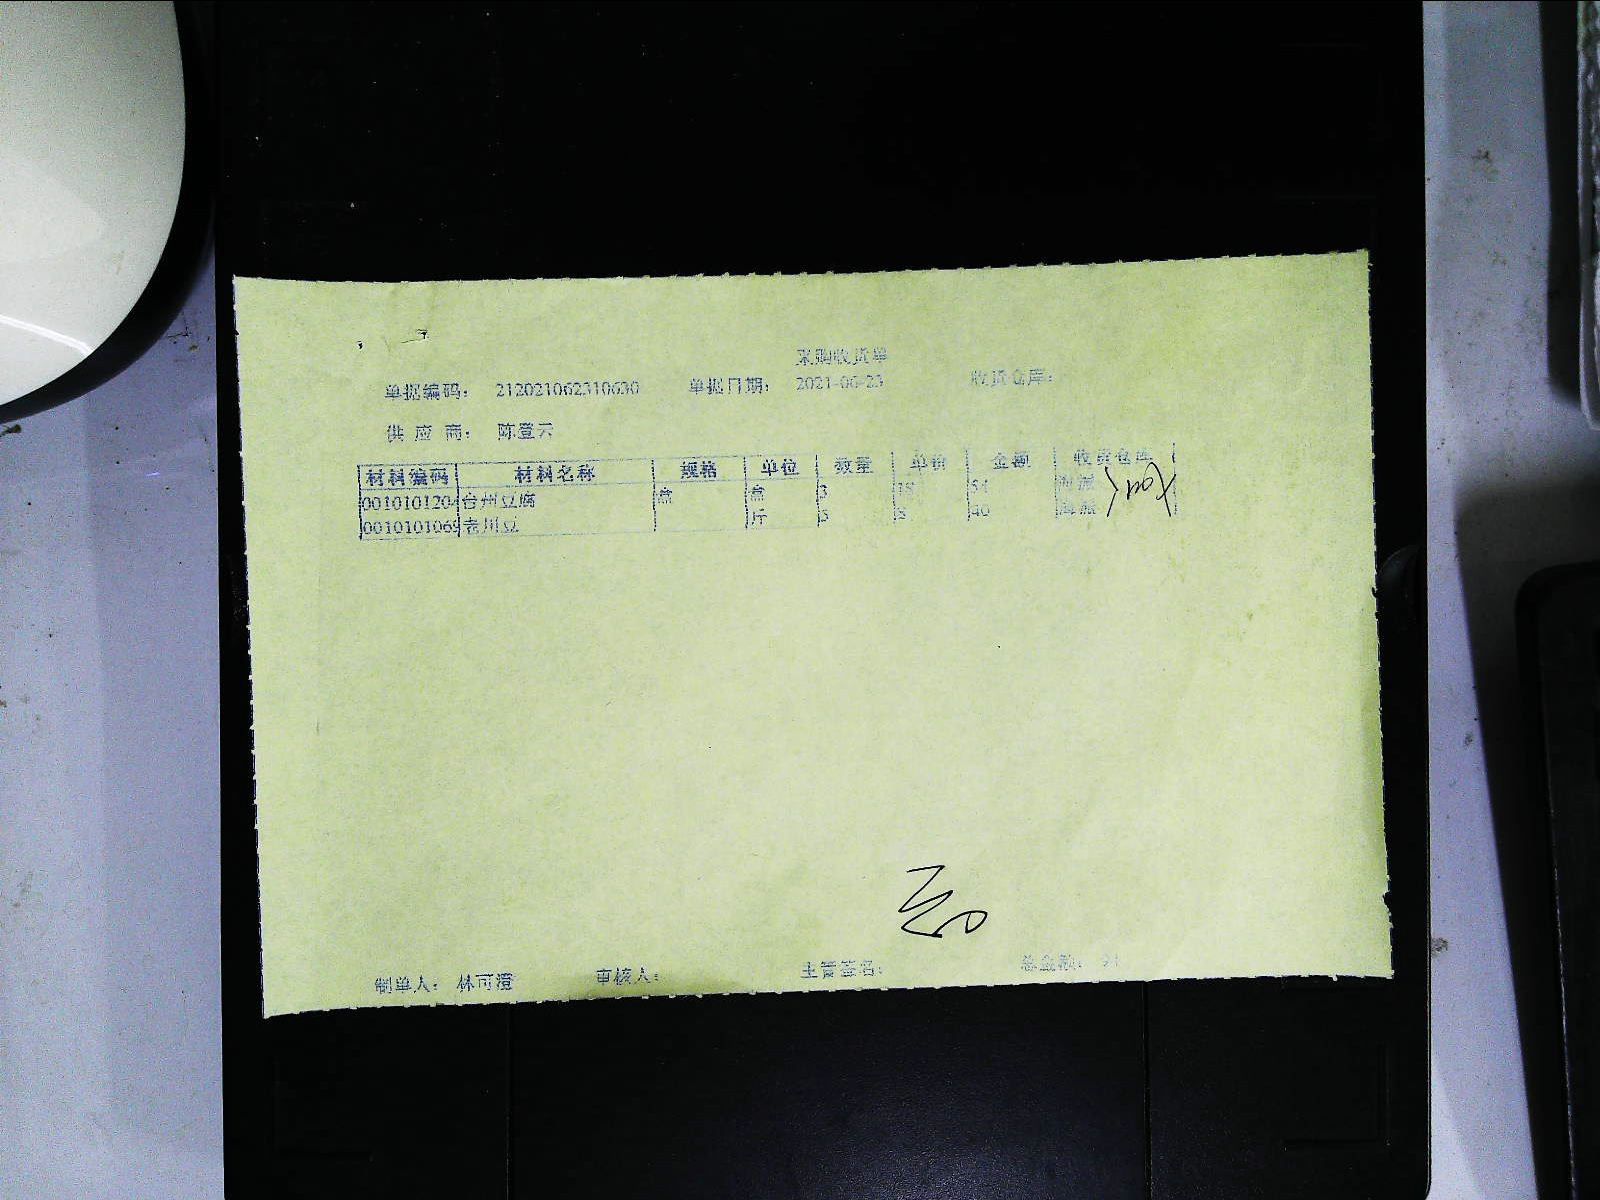 采购收货单
单据编码： 212021062310630 单据日期： 2021-06-23 收货仓库：
供 应 商： 陈登云
材料编码 材料名称 规格 单位 数量 单价 金额 收货仓库
0010101204 台州豆腐 盒 盒 3 18 54
0010101069 老川豆 斤 5 8 40
制单人： 林可澄 审核人： 主管签名： 总金额： 94